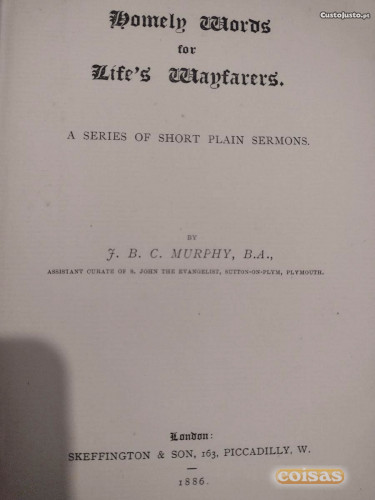 CustoJusto.pt
Homely Words
for
Life's Wayfarers.
A SERIES OF SHORT PLAIN SERMONS.
BY
J. B. C. MURPHY, B.A.,
ASSISTANT CURATE OF S. JOHN THE EVANGELIST, SUTTON-ON-PLYM, PLYMOUTH.
London:
SKEFFINGTON & SON, 163, PICCADILLY, W.
1886.
coisas